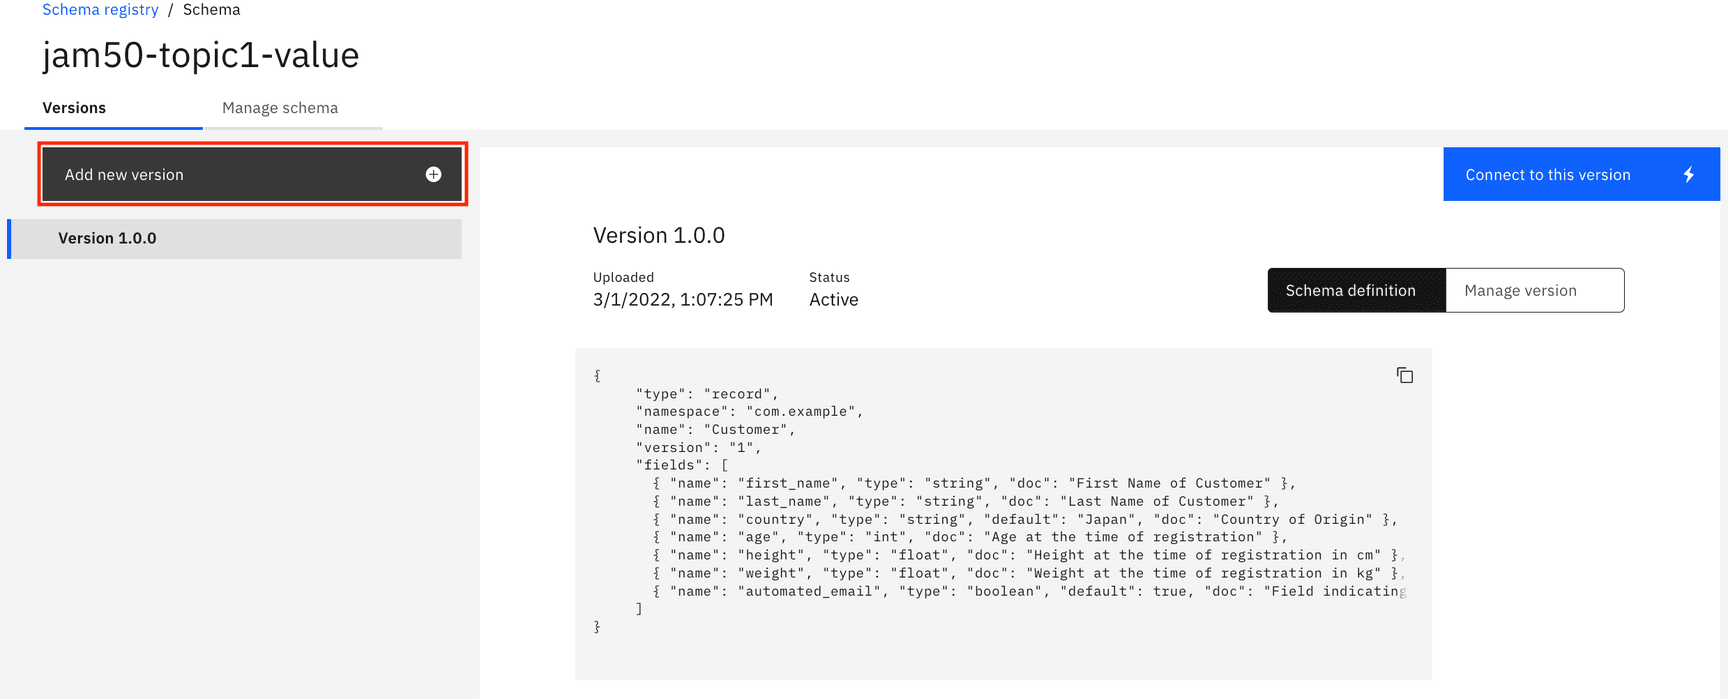 Schema registry / Schema
jam50-topic1-value
Versions Manage schema
Add new version
Connect to this version
Version 1.0.0
Version 1.0.0
Uploaded Status
3/1/2022, 1:07:25 PM Active
Schema definition Manage version
{
"type": "record",
"namespace": "com.example",
"name": "Customer",
"version": "1",
"fields": [
{ "name": "first_name", "type": "string", "doc": "First Name of Customer" },
{ "name": "last_name", "type": "string", "doc": "Last Name of Customer" },
{ "name": "country", "type": "string", "default": "Japan", "doc": "Country of Origin" },
{ "name": "age", "type": "int", "doc": "Age at the time of registration" },
{ "name": "height", "type": "float", "doc": "Height at the time of registration in cm" },
{ "name": "weight", "type": "float", "doc": "Weight at the time of registration in kg" },
{ "name": "automated_email", "type": "boolean", "default": true, "doc": "Field indicating
]
}